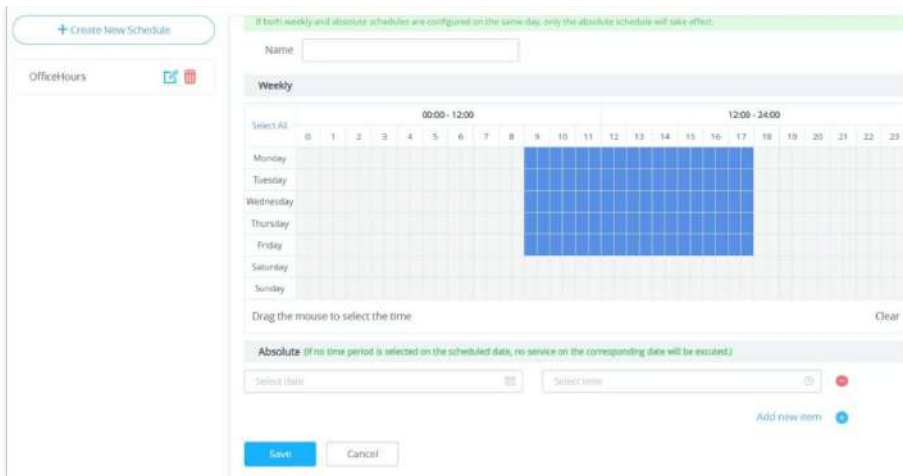 If both weekly and absolute schedules are configured on the same day, only the absolute schedule will take effect.
+ Create New Schedule
Name
OfficeHours
Weekly
00:00 - 12:00 12:00 - 24:00
Select All
0 1 2 3 4 5 6 7 8 9 10 11 12 13 14 15 16 17 18 19 20 21 22 23
Monday
Tuesday
Wednesday
Thursday
Friday
Saturday
Sunday
Drag the mouse to select the time Clear
Absolute (If no time period is selected on the scheduled date, no service on the corresponding date will be excuted.)
Select date Select time
Add new item
Save Cancel